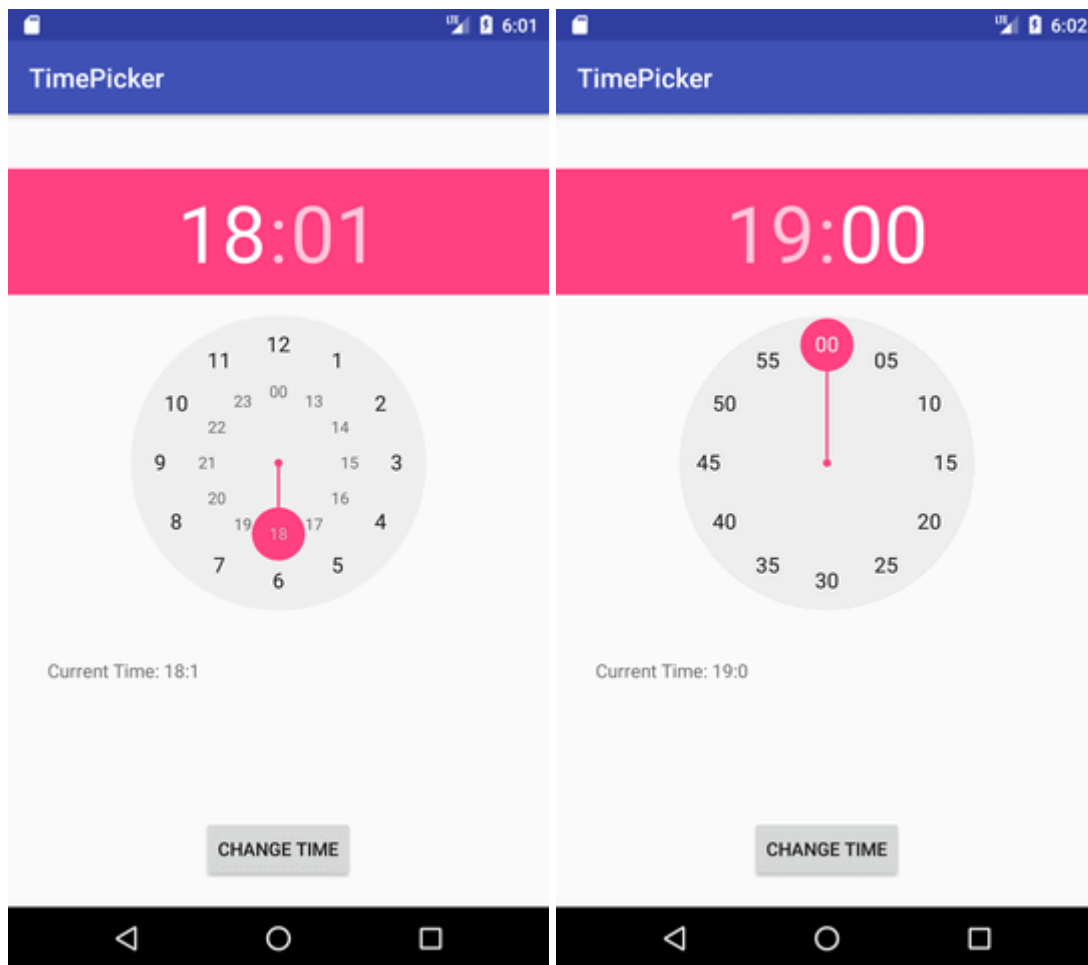 LTE 6:01
TimePicker
18:01
12
11 1
00
23 13
10 2
22 14
9 21 15 3
20 16
8 4
19 18 17
7 5
6
Current Time: 18:1
CHANGE TIME
LTE 6:02
TimePicker
19:00
00
55 05
50 10
45 15
40 20
35 25
30
Current Time: 19:0
CHANGE TIME